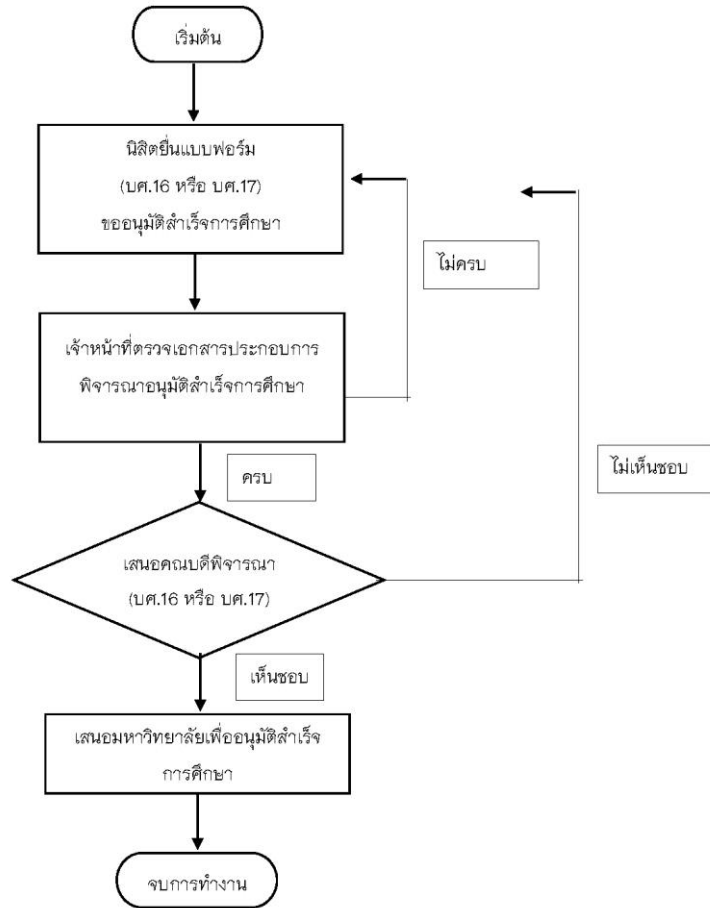 เริ่มต้น
นิสิตยื่นแบบฟอร์ม
(บศ.16 หรือ บศ.17)
ขออนุมัติสำเร็จการศึกษา
ไม่ครบ
เจ้าหน้าที่ตรวจเอกสารประกอบการ
พิจารณาอนุมัติสำเร็จการศึกษา
ครบ
ไม่เห็นชอบ
เสนอคณบดีพิจารณา
(บศ.16 หรือ บศ.17)
เห็นชอบ
เสนอมหาวิทยาลัยเพื่ออนุมัติสำเร็จ
การศึกษา
จบการทำงาน